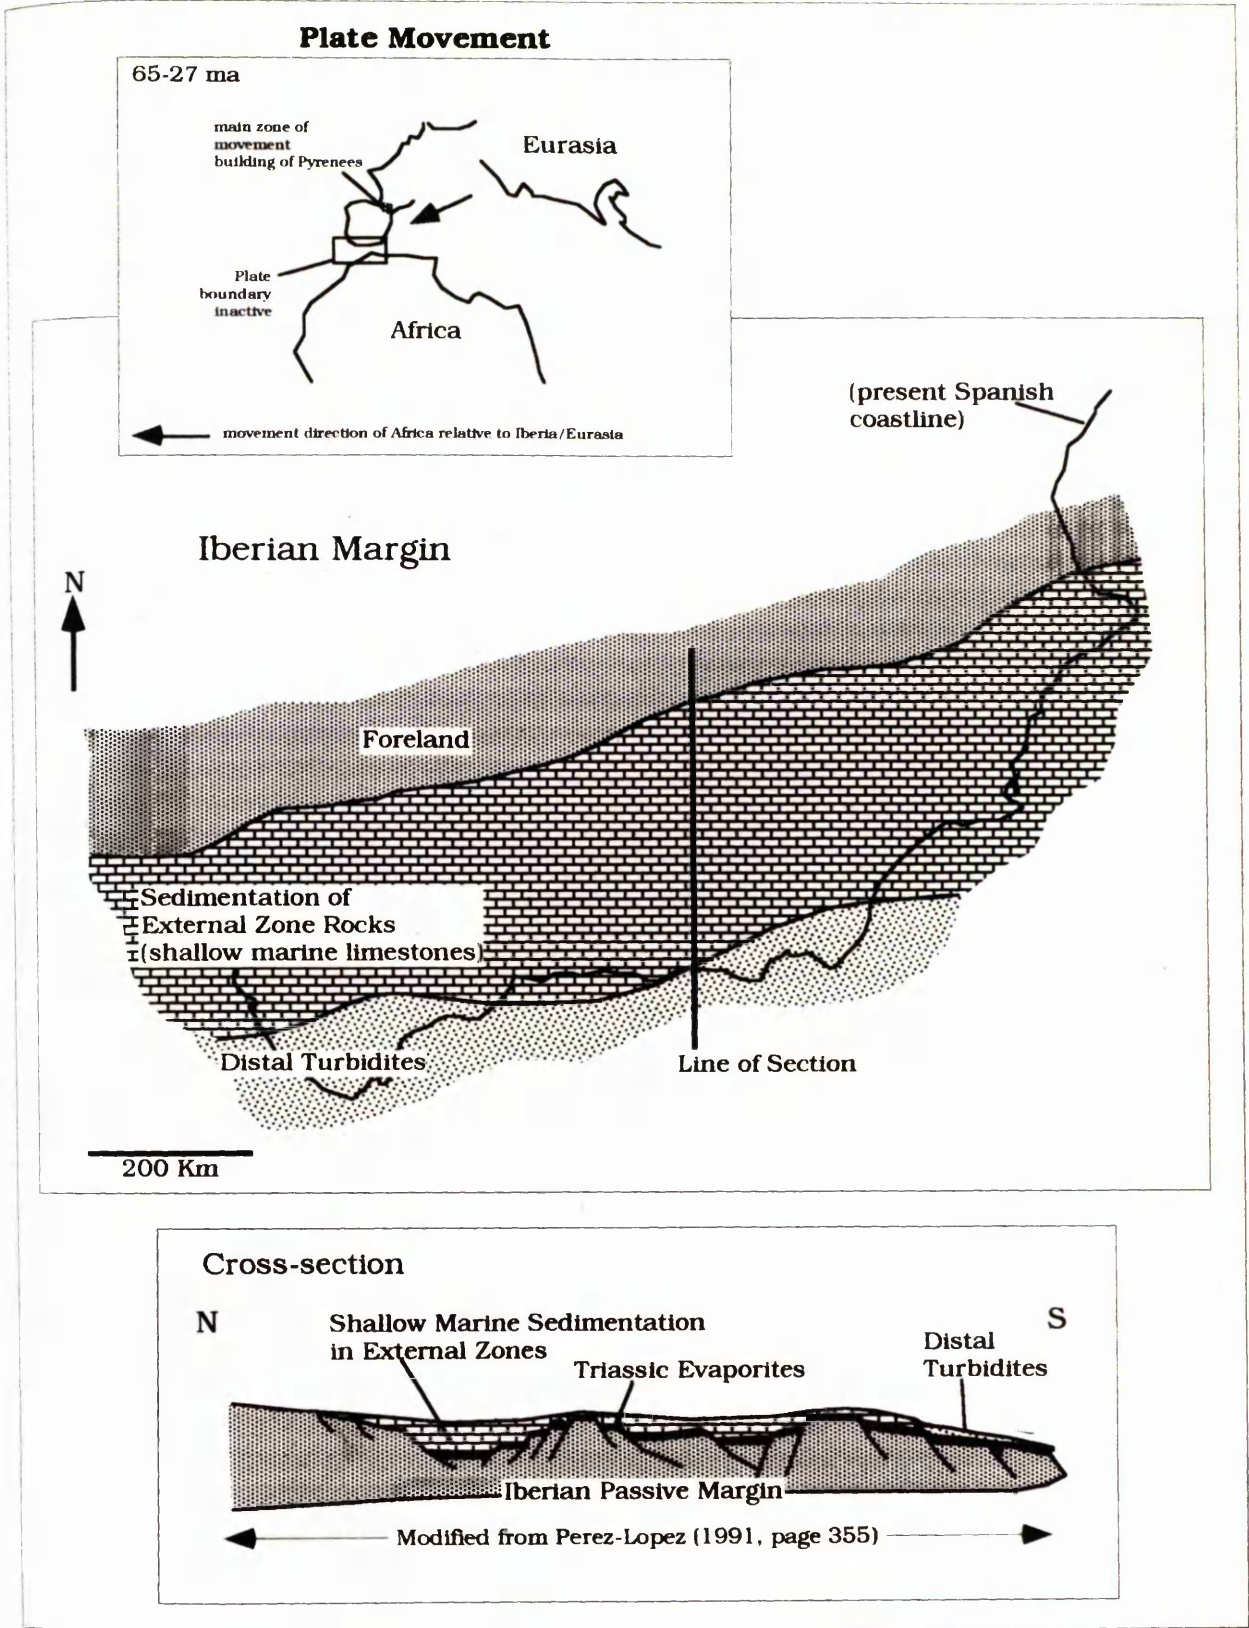 Plate Movement
65-27 ma
main zone of
movement
building of Pyrenees
Eurasia
Plate
boundary
inactive
Africa
movement direction of Africa relative to Iberia/Eurasia
(present Spanish
coastline)
Iberian Margin
N
Foreland
Sedimentation of
External Zone Rocks
(shallow marine limestones)
Distal Turbidites
Line of Section
200 Km
Cross-section
N
S
Shallow Marine Sedimentation
in External Zones
Triassic Evaporites
Distal
Turbidites
Iberian Passive Margin
Modified from Perez-Lopez (1991, page 355)